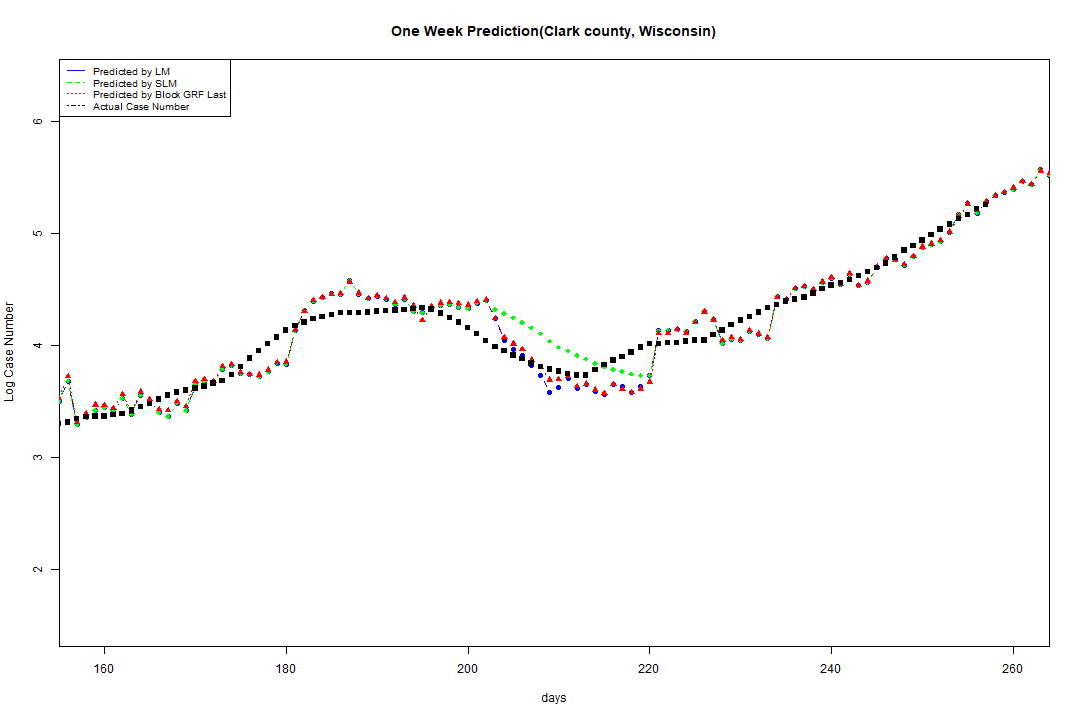 One Week Prediction(Clark county, Wisconsin)
Predicted by LM
Predicted by SLM
Predicted by Block GRF Last
Actual Case Number
Log Case Number
6
5
4
3
2
160 180 200 220 240 260
days